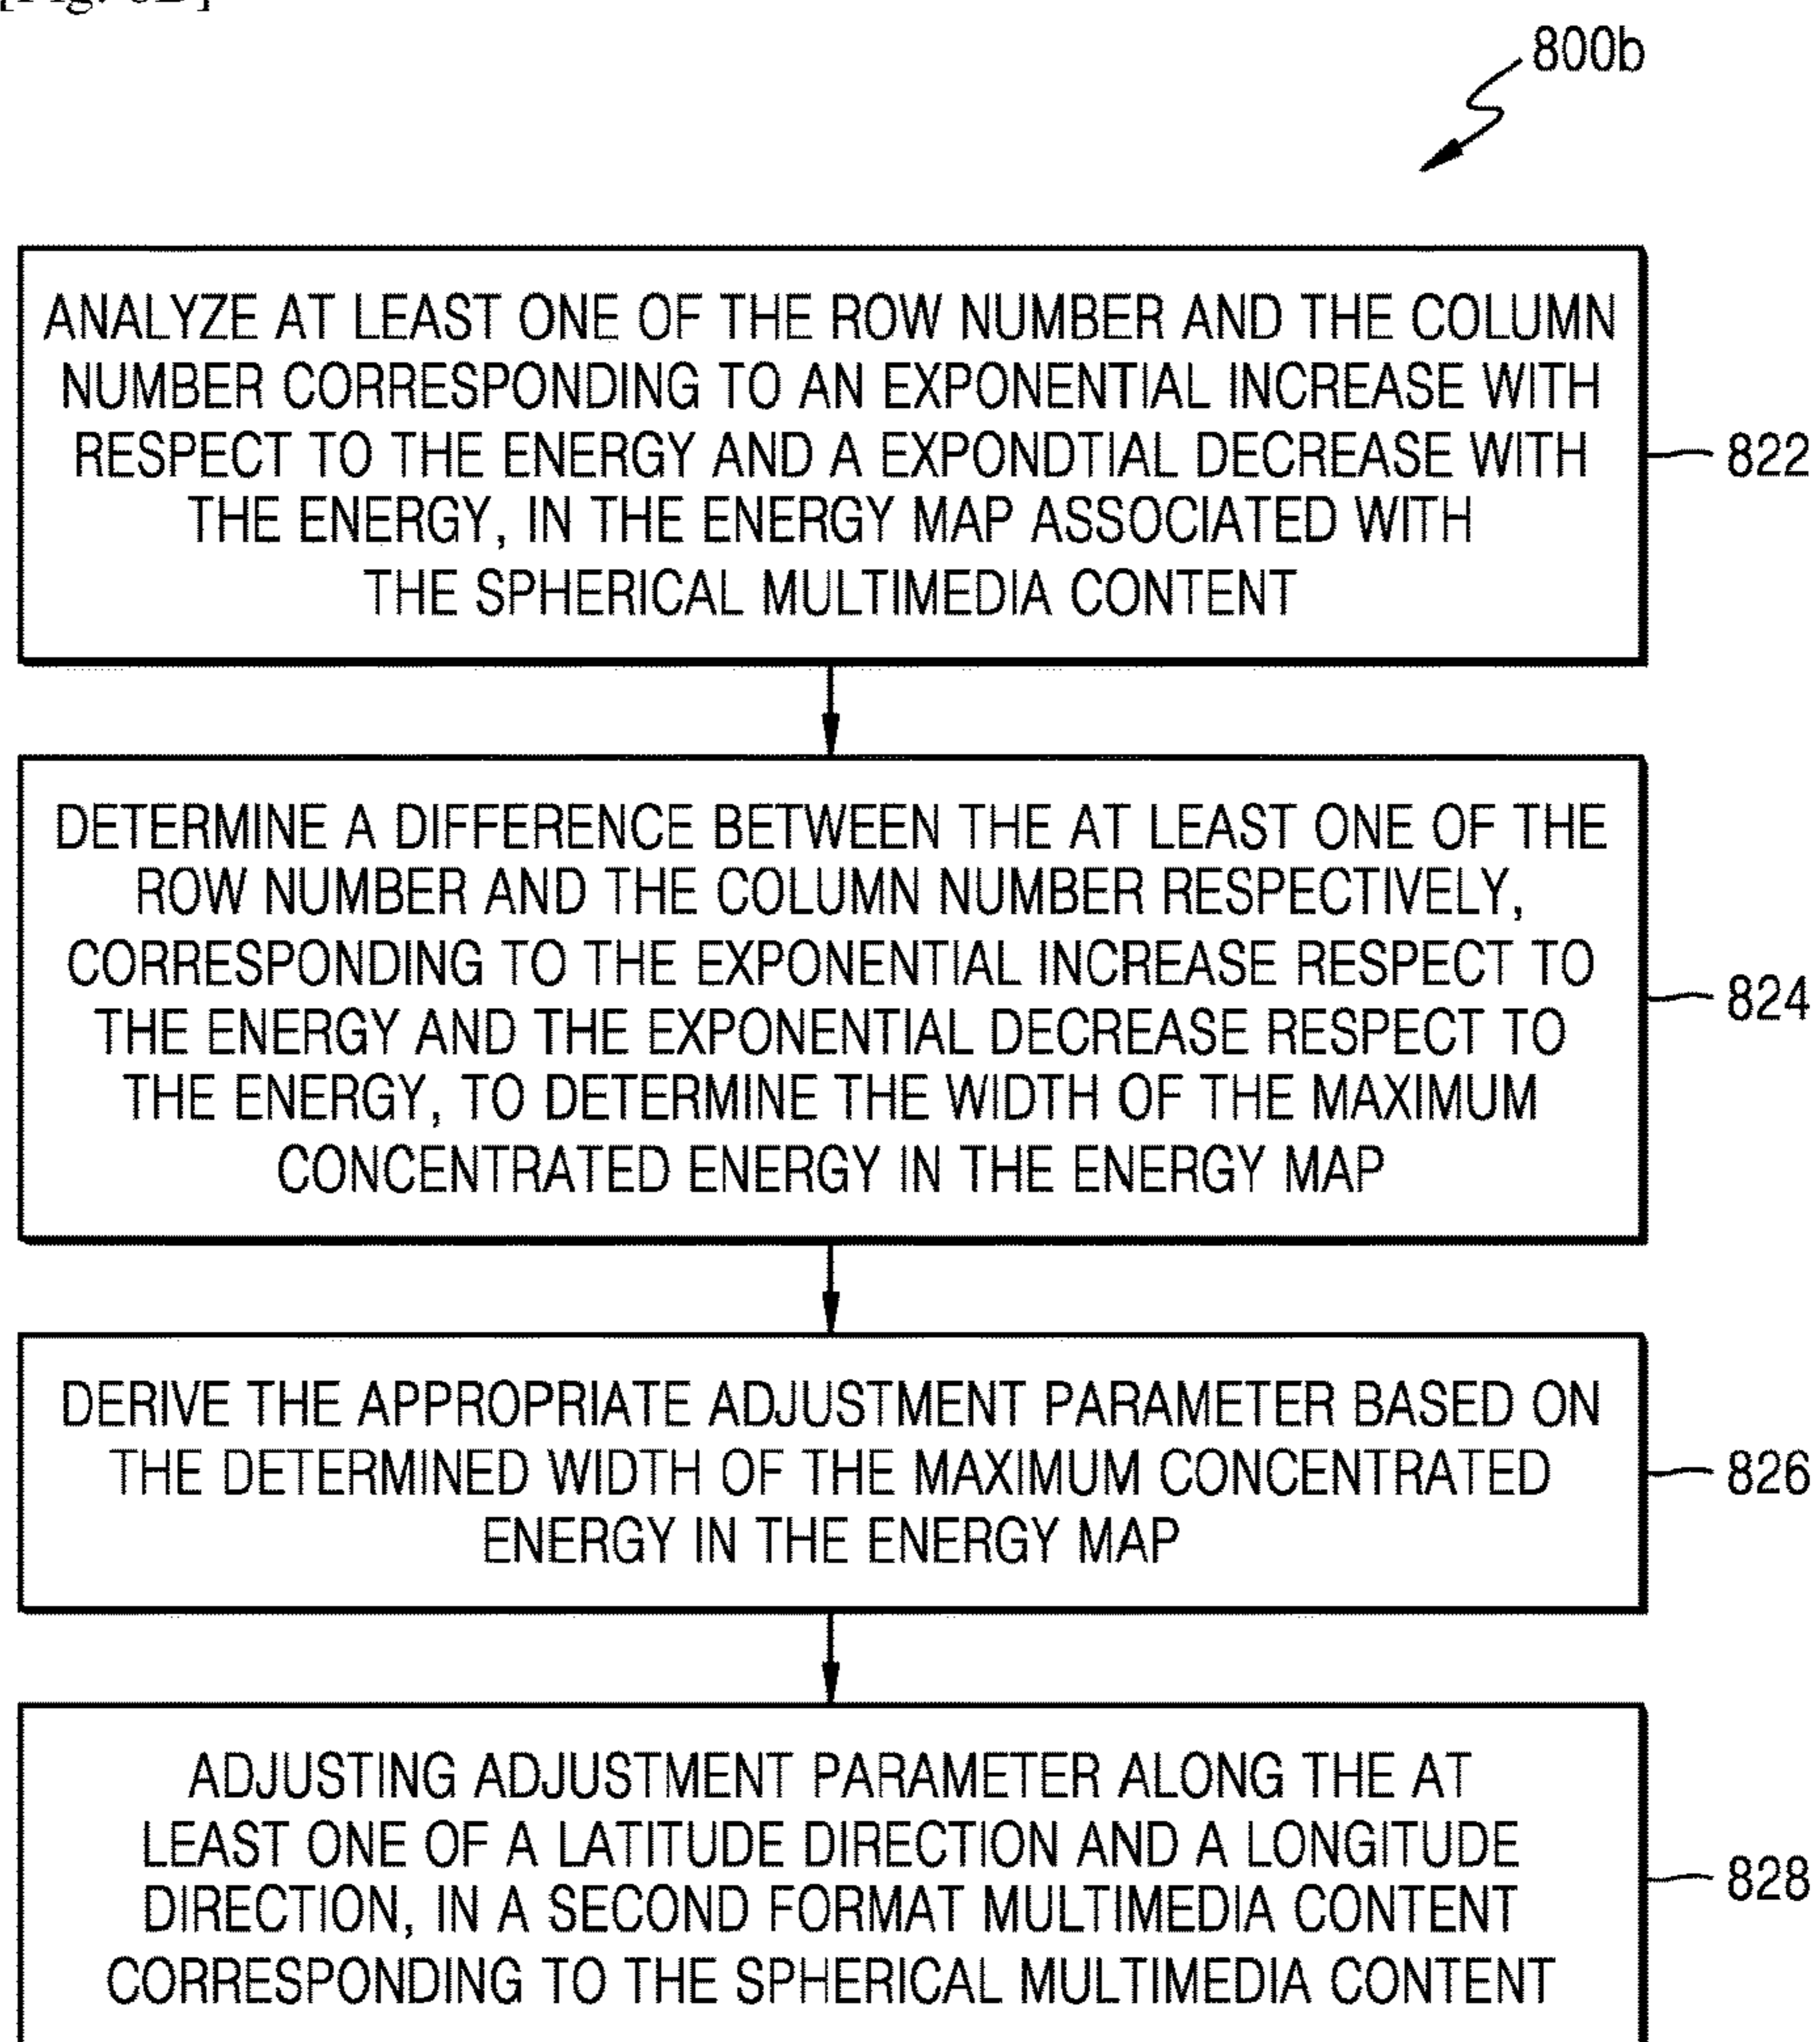 800b
ANALYZE AT LEAST ONE OF THE ROW NUMBER AND THE COLUMN
NUMBER CORRESPONDING TO AN EXPONENTIAL INCREASE WITH
RESPECT TO THE ENERGY AND A EXPONDTIAL DECREASE WITH
THE ENERGY, IN THE ENERGY MAP ASSOCIATED WITH
THE SPHERICAL MULTIMEDIA CONTENT
822
DETERMINE A DIFFERENCE BETWEEN THE AT LEAST ONE OF THE
ROW NUMBER AND THE COLUMN NUMBER RESPECTIVELY,
CORRESPONDING TO THE EXPONENTIAL INCREASE RESPECT TO
THE ENERGY AND THE EXPONENTIAL DECREASE RESPECT TO
THE ENERGY, TO DETERMINE THE WIDTH OF THE MAXIMUM
CONCENTRATED ENERGY IN THE ENERGY MAP
824
DERIVE THE APPROPRIATE ADJUSTMENT PARAMETER BASED ON
THE DETERMINED WIDTH OF THE MAXIMUM CONCENTRATED
ENERGY IN THE ENERGY MAP
826
ADJUSTING ADJUSTMENT PARAMETER ALONG THE AT
LEAST ONE OF A LATITUDE DIRECTION AND A LONGITUDE
DIRECTION, IN A SECOND FORMAT MULTIMEDIA CONTENT
CORRESPONDING TO THE SPHERICAL MULTIMEDIA CONTENT
828